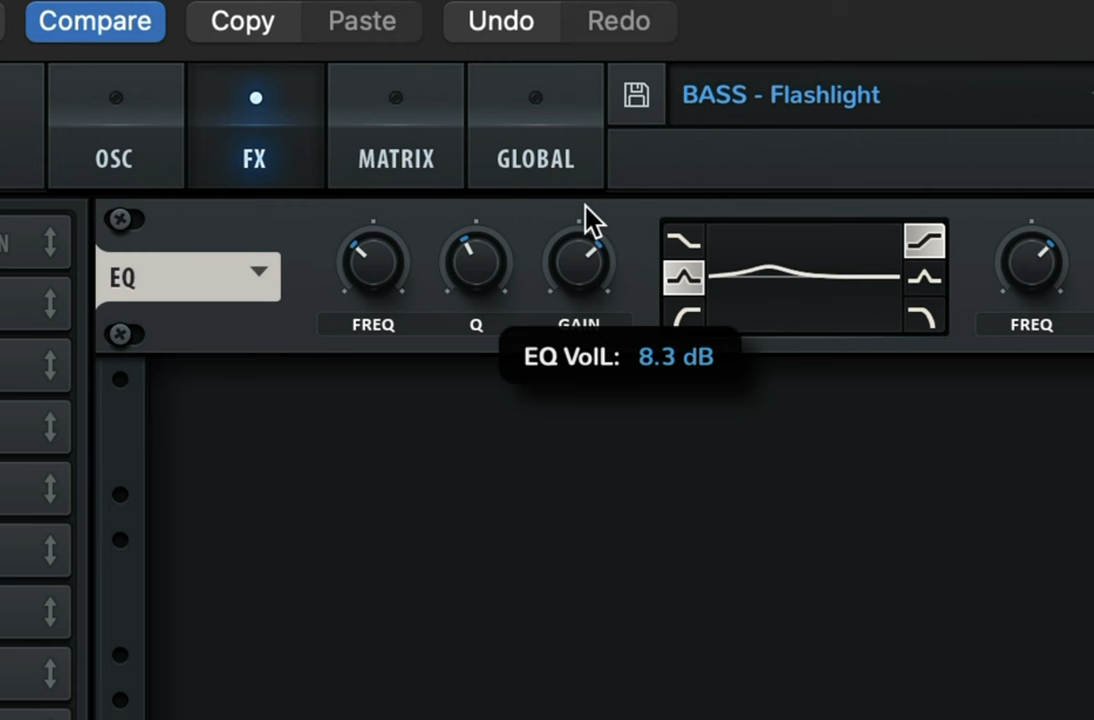 Compare Copy Paste Undo Redo
BASS - Flashlight
OSC FX MATRIX GLOBAL
N
EQ
FREQ Q GAIN FREQ
EQ VolL: 8.3 dB